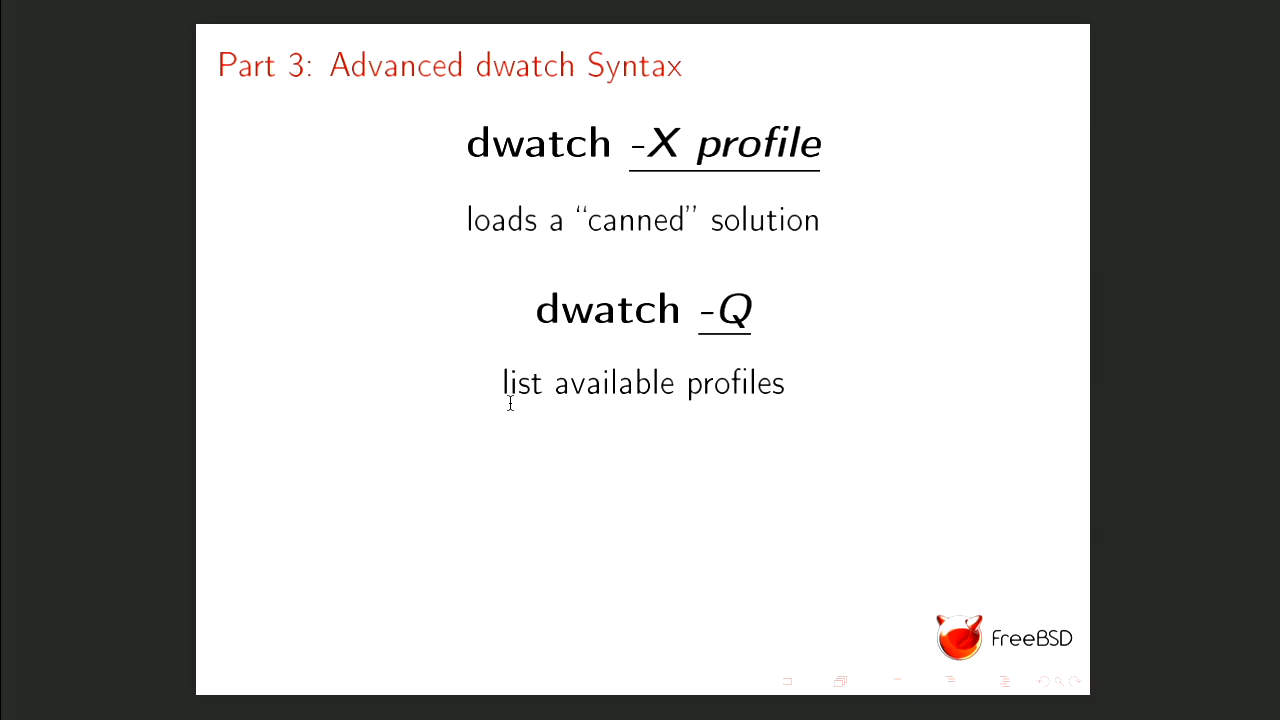 Part 3: Advanced dwatch Syntax
dwatch -X profile
loads a “canned” solution
dwatch -Q
list available profiles
FreeBSD